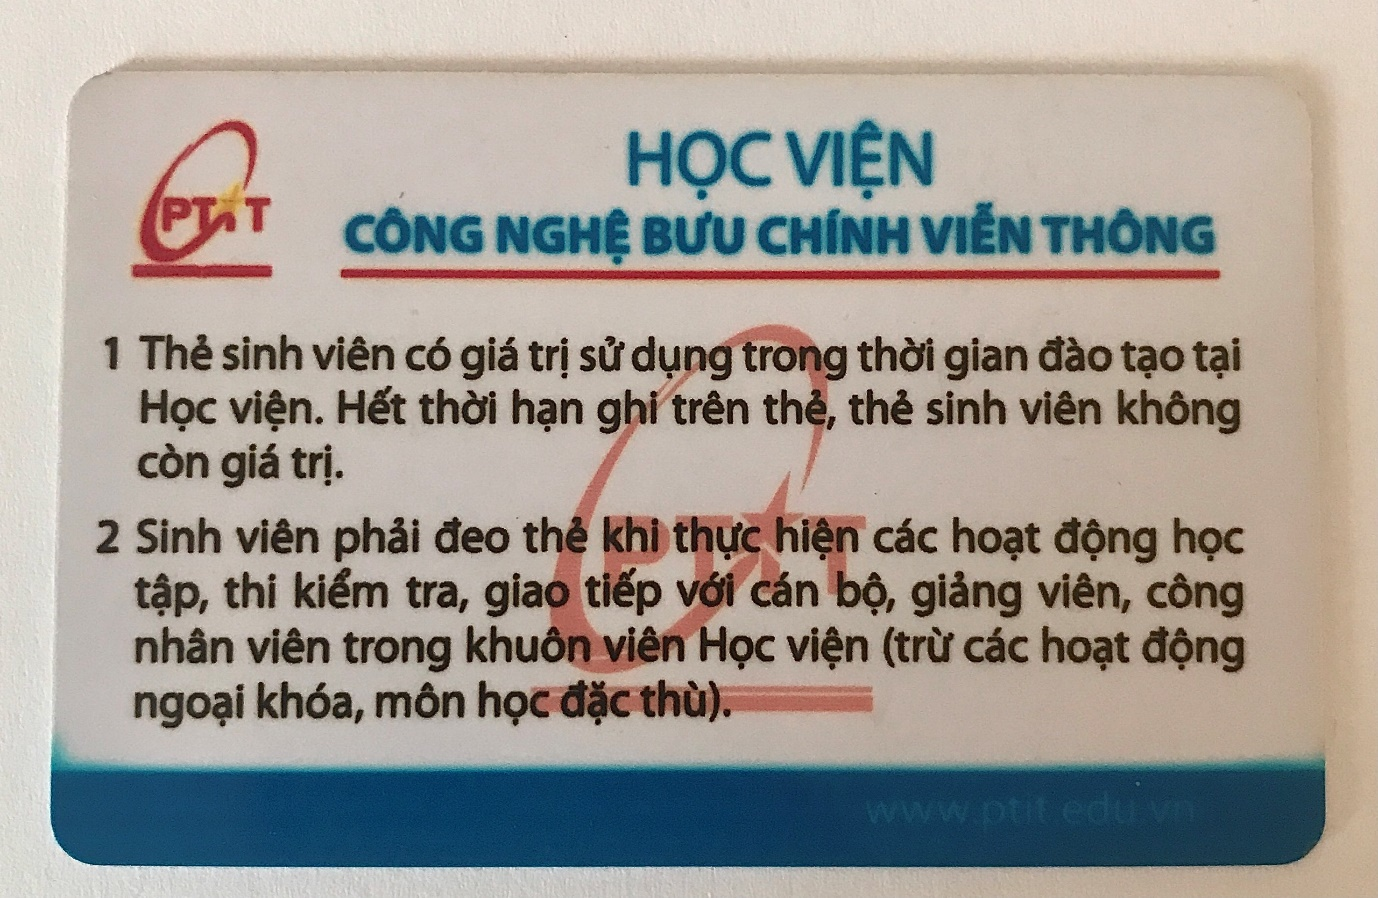 PTIT
HỌC VIỆN
CÔNG NGHỆ BƯU CHÍNH VIỄN THÔNG
1 Thẻ sinh viên có giá trị sử dụng trong thời gian đào tạo tại
Học viện. Hết thời hạn ghi trên thẻ, thẻ sinh viên không
còn giá trị.
PTIT
2 Sinh viên phải đeo thẻ khi thực hiện các hoạt động học
tập, thi kiểm tra, giao tiếp với cán bộ, giảng viên, công
nhân viên trong khuôn viên Học viện (trừ các hoạt động
ngoại khóa, môn học đặc thù).
www.ptit.edu.vn